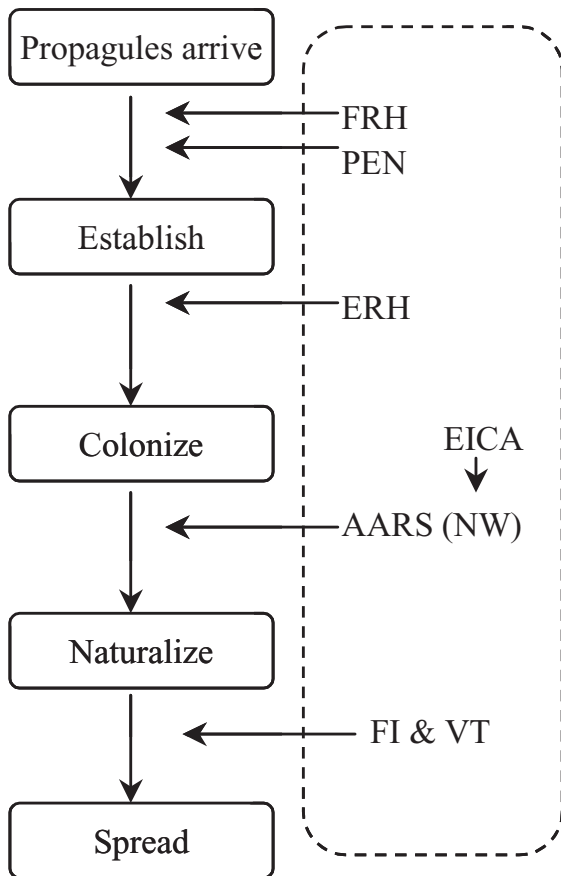 Propagules arrive
FRH
PEN
Establish
ERH
Colonize
EICA
AARS (NW)
Naturalize
FI & VT
Spread